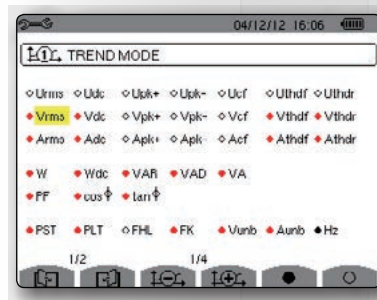 04/12/12 16:06
1 TREND MODE
Urms Udc Upk+ Upk- Ucf Uthdf Uthdr
Vrms Vdc Vpk+ Vpk- Vcf Vthdf Vthdr
Arms Adc Apk+ Apk- Acf Athdf Athdr
W Wdc VAR VAD VA
PF cos ϕ tan ϕ
PST PLT FHL FK Vunb Aunb Hz
1/2 1/4